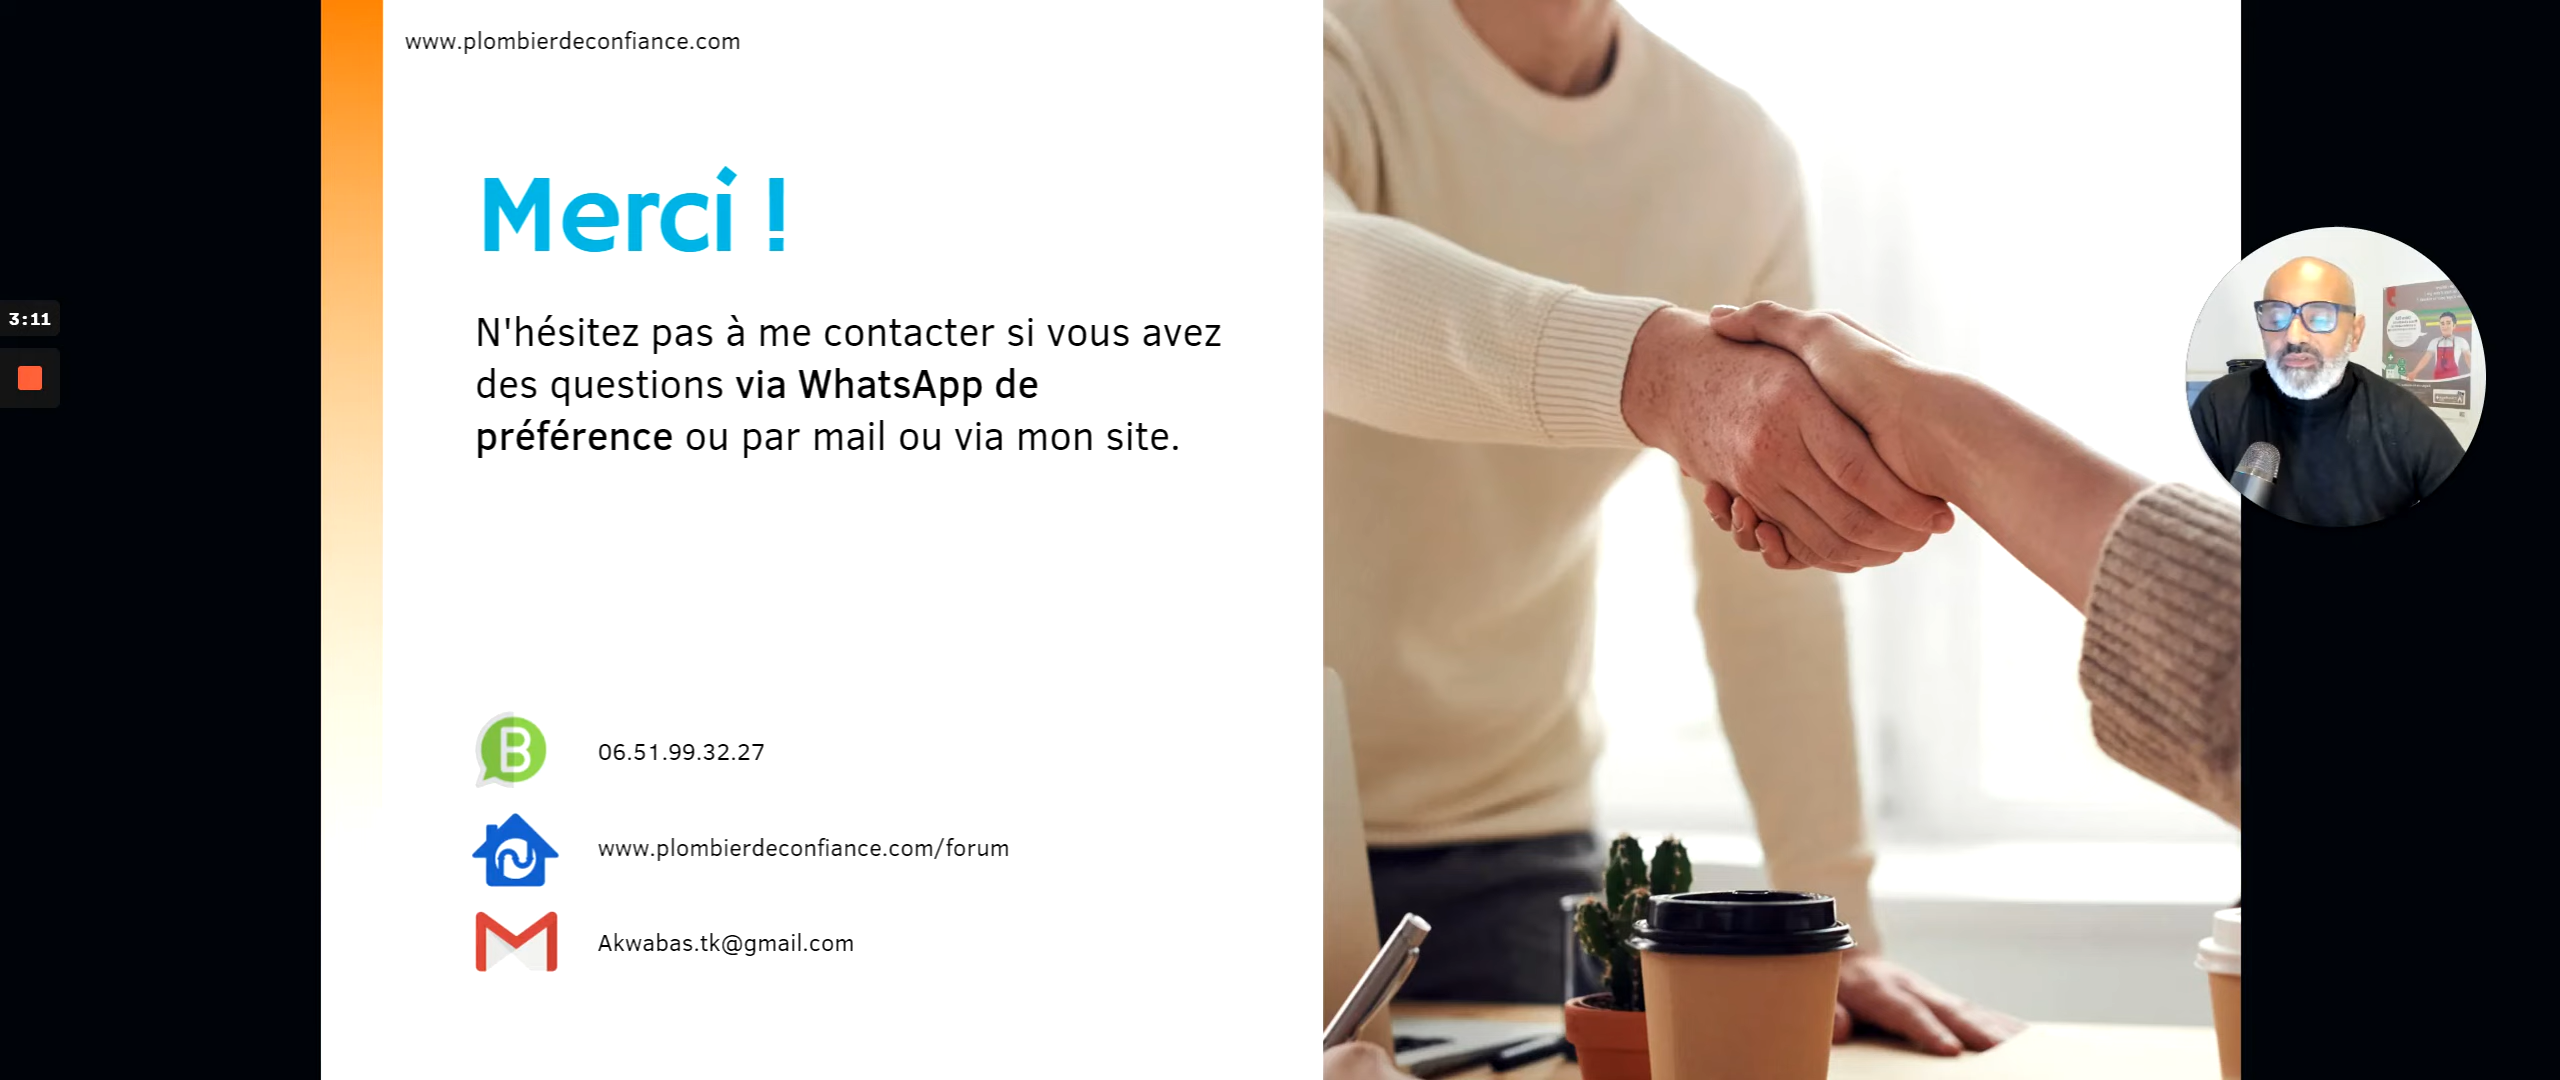 www.plombierdeconfiance.com
Merci !
N'hésitez pas à me contacter si vous avez
des questions via WhatsApp de
préférence ou par mail ou via mon site.
3:11
B
06.51.99.32.27
www.plombierdeconfiance.com/forum
Akwabas.tk@gmail.com